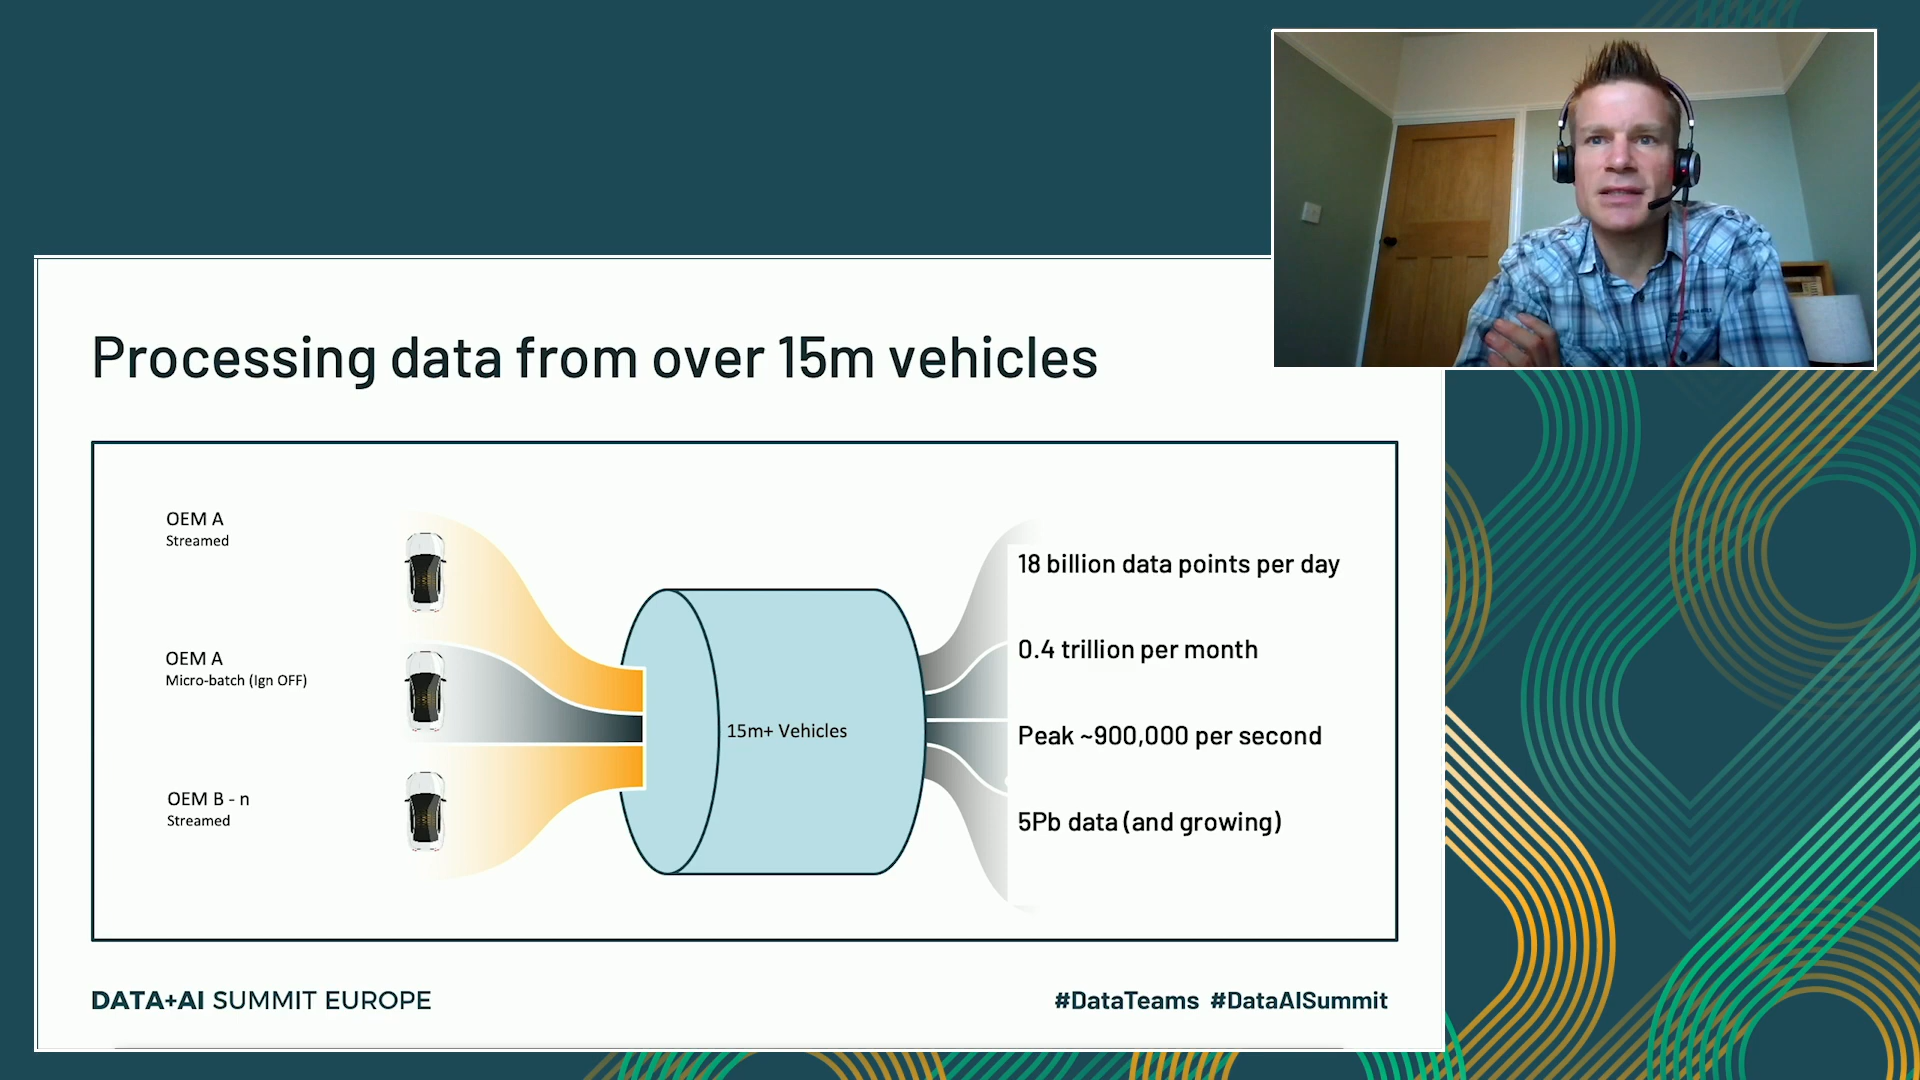 Processing data from over 15m vehicles
OEM A
Streamed
OEM A
Micro-batch (Ign OFF)
OEM B - n
Streamed
15m+ Vehicles
18 billion data points per day
0.4 trillion per month
Peak ~900,000 per second
5Pb data (and growing)
DATA+AI SUMMIT EUROPE
#DataTeams #DataAISummit